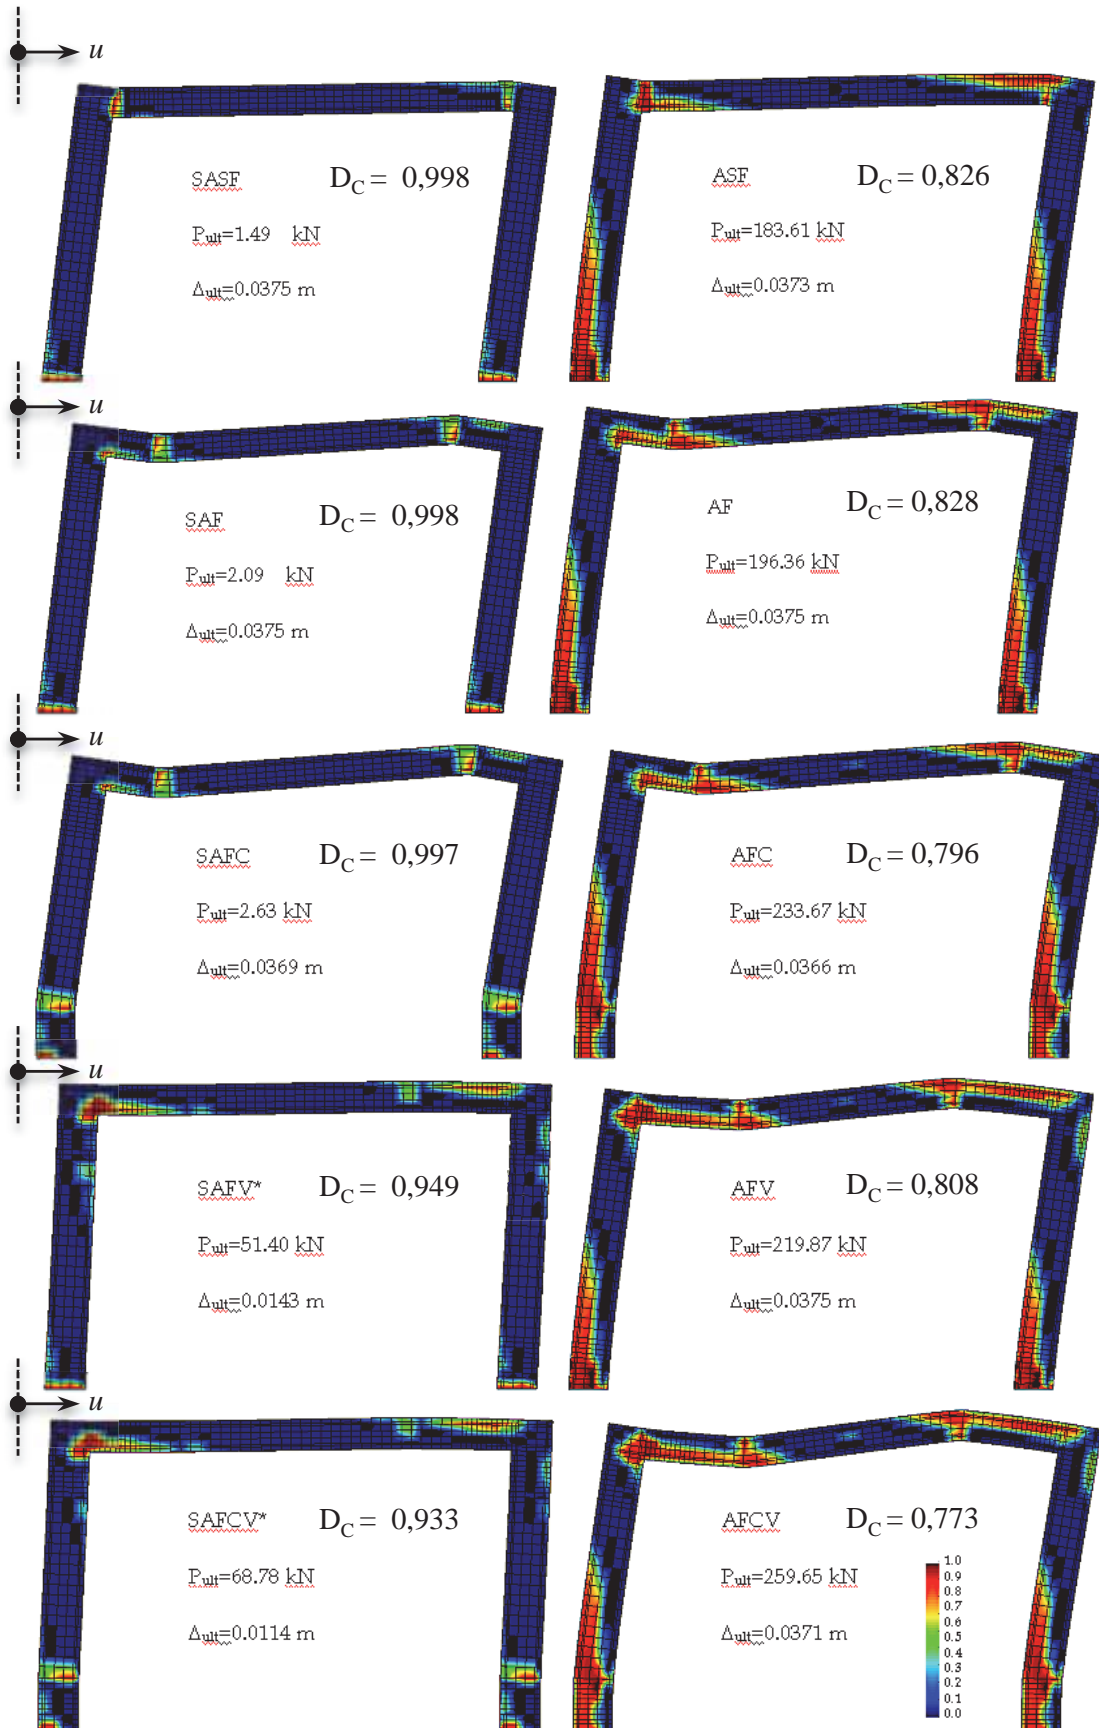 u
SASF D_C = 0,998
P_ult=1.49 kN
Δ_ult=0.0375 m
ASF D_C = 0,826
P_ult=183.61 kN
Δ_ult=0.0373 m
u
SAF D_C = 0,998
P_ult=2.09 kN
Δ_ult=0.0375 m
AF D_C = 0,828
P_ult=196.36 kN
Δ_ult=0.0375 m
u
SAFC D_C = 0,997
P_ult=2.63 kN
Δ_ult=0.0369 m
AFC D_C = 0,796
P_ult=233.67 kN
Δ_ult=0.0366 m
u
SAFV* D_C = 0,949
P_ult=51.40 kN
Δ_ult=0.0143 m
AFV D_C = 0,808
P_ult=219.87 kN
Δ_ult=0.0375 m
u
SAFCV* D_C = 0,933
P_ult=68.78 kN
Δ_ult=0.0114 m
AFCV D_C = 0,773
P_ult=259.65 kN
Δ_ult=0.0371 m
1.0
0.9
0.8
0.7
0.6
0.5
0.4
0.3
0.2
0.1
0.0